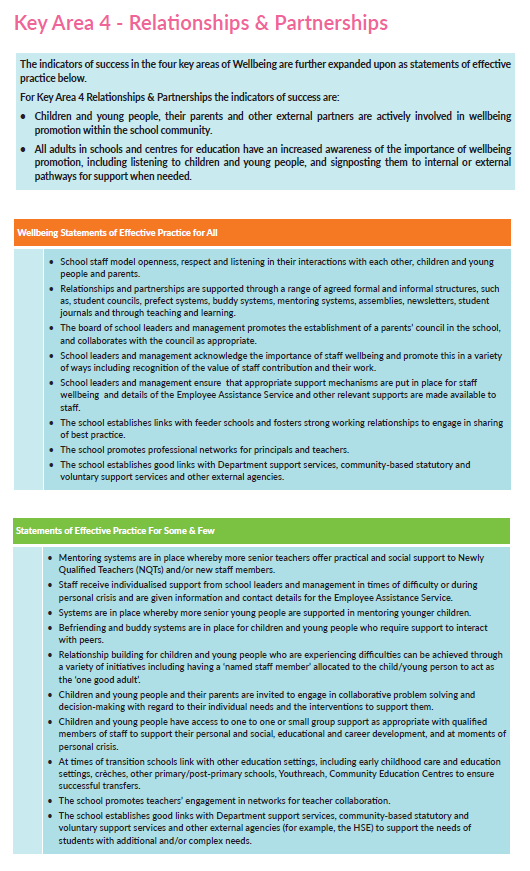 Key Area 4 - Relationships & Partnerships
The indicators of success in the four key areas of Wellbeing are further expanded upon as statements of effective
practice below.
For Key Area 4 Relationships & Partnerships the indicators of success are:
• Children and young people, their parents and other external partners are actively involved in wellbeing
promotion within the school community.
• All adults in schools and centres for education have an increased awareness of the importance of wellbeing
promotion, including listening to children and young people, and signposting them to internal or external
pathways for support when needed.
Wellbeing Statements of Effective Practice for All
• School staff model openness, respect and listening in their interactions with each other, children and young
people and parents.
• Relationships and partnerships are supported through a range of agreed formal and informal structures, such
as, student councils, prefect systems, buddy systems, mentoring systems, assemblies, newsletters, student
journals and through teaching and learning.
• The board of school leaders and management promotes the establishment of a parents' council in the school,
and collaborates with the council as appropriate.
• School leaders and management acknowledge the importance of staff wellbeing and promote this in a variety
of ways including recognition of the value of staff contribution and their work.
• School leaders and management ensure that appropriate support mechanisms are put in place for staff
wellbeing and details of the Employee Assistance Service and other relevant supports are made available to
staff.
• The school establishes links with feeder schools and fosters strong working relationships to engage in sharing
of best practice.
• The school promotes professional networks for principals and teachers.
• The school establishes good links with Department support services, community-based statutory and
voluntary support services and other external agencies.
Statements of Effective Practice For Some & Few
• Mentoring systems are in place whereby more senior teachers offer practical and social support to Newly
Qualified Teachers (NQTs) and/or new staff members.
• Staff receive individualised support from school leaders and management in times of difficulty or during
personal crisis and are given information and contact details for the Employee Assistance Service.
• Systems are in place whereby more senior young people are supported in mentoring younger children.
• Befriending and buddy systems are in place for children and young people who require support to interact
with peers.
• Relationship building for children and young people who are experiencing difficulties can be achieved through
a variety of initiatives including having a 'named staff member' allocated to the child/young person to act as
the 'one good adult'.
• Children and young people and their parents are invited to engage in collaborative problem solving and
decision-making with regard to their individual needs and the interventions to support them.
• Children and young people have access to one to one or small group support as appropriate with qualified
members of staff to support their personal and social, educational and career development, and at moments of
personal crisis.
• At times of transition schools link with other education settings, including early childhood care and education
settings, crèches, other primary/post-primary schools, Youthreach, Community Education Centres to ensure
successful transfers.
• The school promotes teachers' engagement in networks for teacher collaboration.
• The school establishes good links with Department support services, community-based statutory and
voluntary support services and other external agencies (for example, the HSE) to support the needs of
students with additional and/or complex needs.